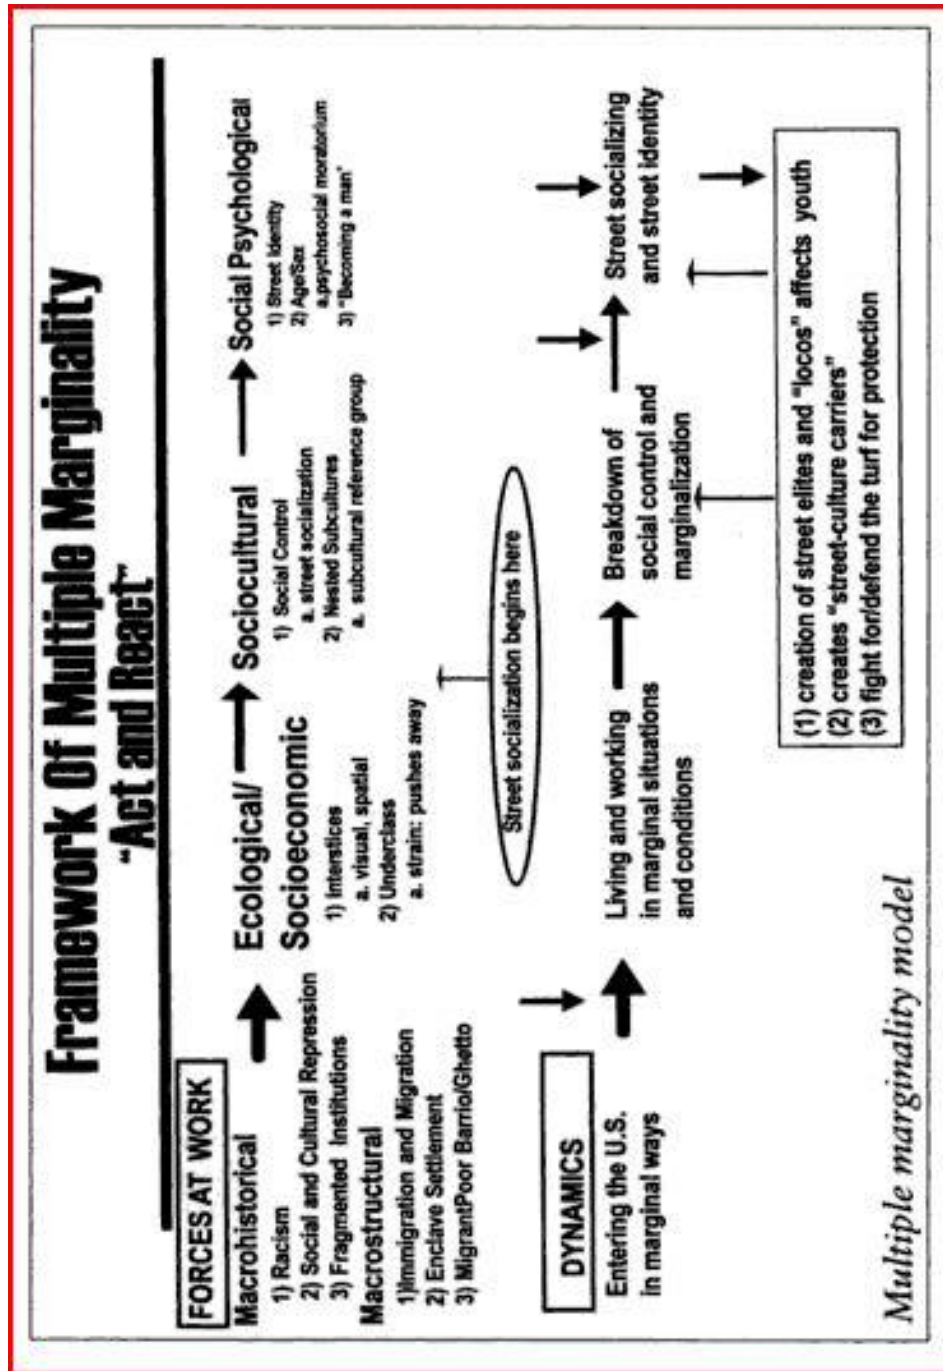 Framework Of Multiple Marginality
"Act and React"
FORCES AT WORK
Macrohistorical
1) Racism
2) Social and Cultural Repression
3) Fragmented Institutions
Macrostructural
1)Immigration and Migration
2) Enclave Settlement
3) MigrantPoor Barrio/Ghetto
Ecological/
Socioeconomic
1) Interstices
a. visual, spatial
2) Underclass
a. strain: pushes away
Sociocultural
1) Social Control
a. street socialization
2) Nested Subcultures
a. subcultural reference group
Social Psychological
1) Street Identity
2) Age/Sex
a.psychosocial moratorium
3) "Becoming a man"
Street socialization begins here
DYNAMICS
Entering the U.S.
in marginal ways
Living and working
in marginal situations
and conditions
Breakdown of
social control and
marginalization
Street socializing
and street identity
(1) creation of street elites and "locos" affects youth
(2) creates "street-culture carriers"
(3) fight for/defend the turf for protection
Multiple marginality model